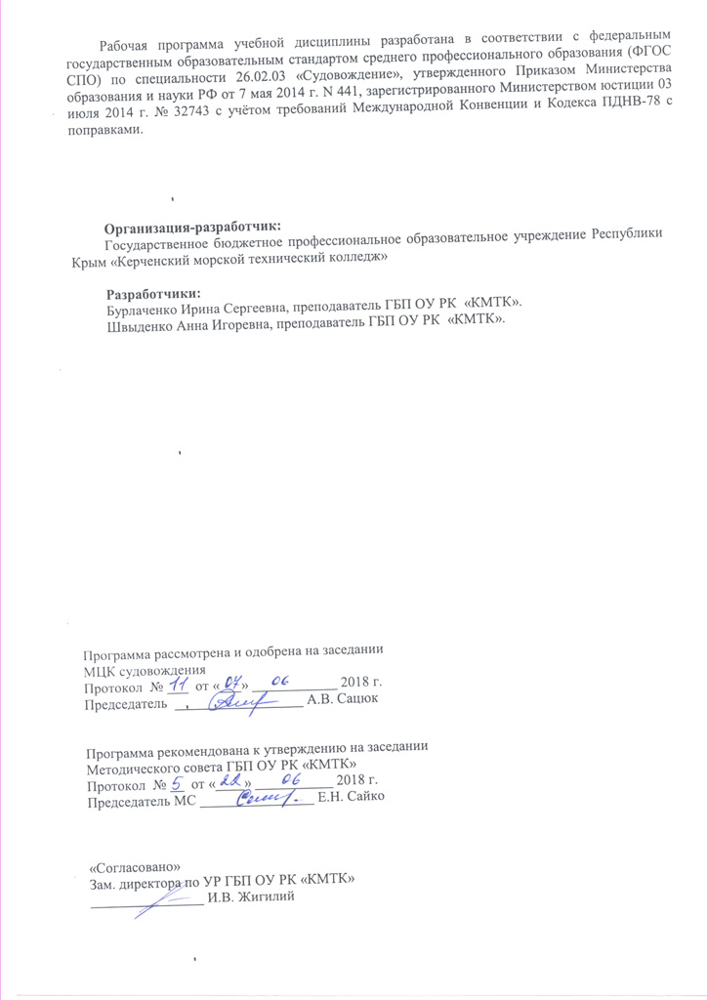 Рабочая программа учебной дисциплины разработана в соответствии с федеральным
государственным образовательным стандартом среднего профессионального образования (ФГОС
СПО) по специальности 26.02.03 «Судовождение», утвержденного Приказом Министерства
образования и науки РФ от 7 мая 2014 г. N 441, зарегистрированного Министерством юстиции 03
июля 2014 г. № 32743 с учётом требований Международной Конвенции и Кодекса ПДНВ-78 с
поправками.
Организация-разработчик:
Государственное бюджетное профессиональное образовательное учреждение Республики
Крым «Керченский морской технический колледж»
Разработчики:
Бурлаченко Ирина Сергеевна, преподаватель ГБП ОУ РК «КМТК».
Швыденко Анна Игоревна, преподаватель ГБП ОУ РК «КМТК».
Программа рассмотрена и одобрена на заседании
МЦК судовождения
Протокол № 11 от «07» 06 2018 г.
Председатель А.В. Сацюк
Программа рекомендована к утверждению на заседании
Методического совета ГБП ОУ РК «КМТК»
Протокол № 5 от «22» 06 2018 г.
Председатель МС Е.Н. Сайко
«Согласовано»
Зам. директора по УР ГБП ОУ РК «КМТК»
И.В. Жигилий